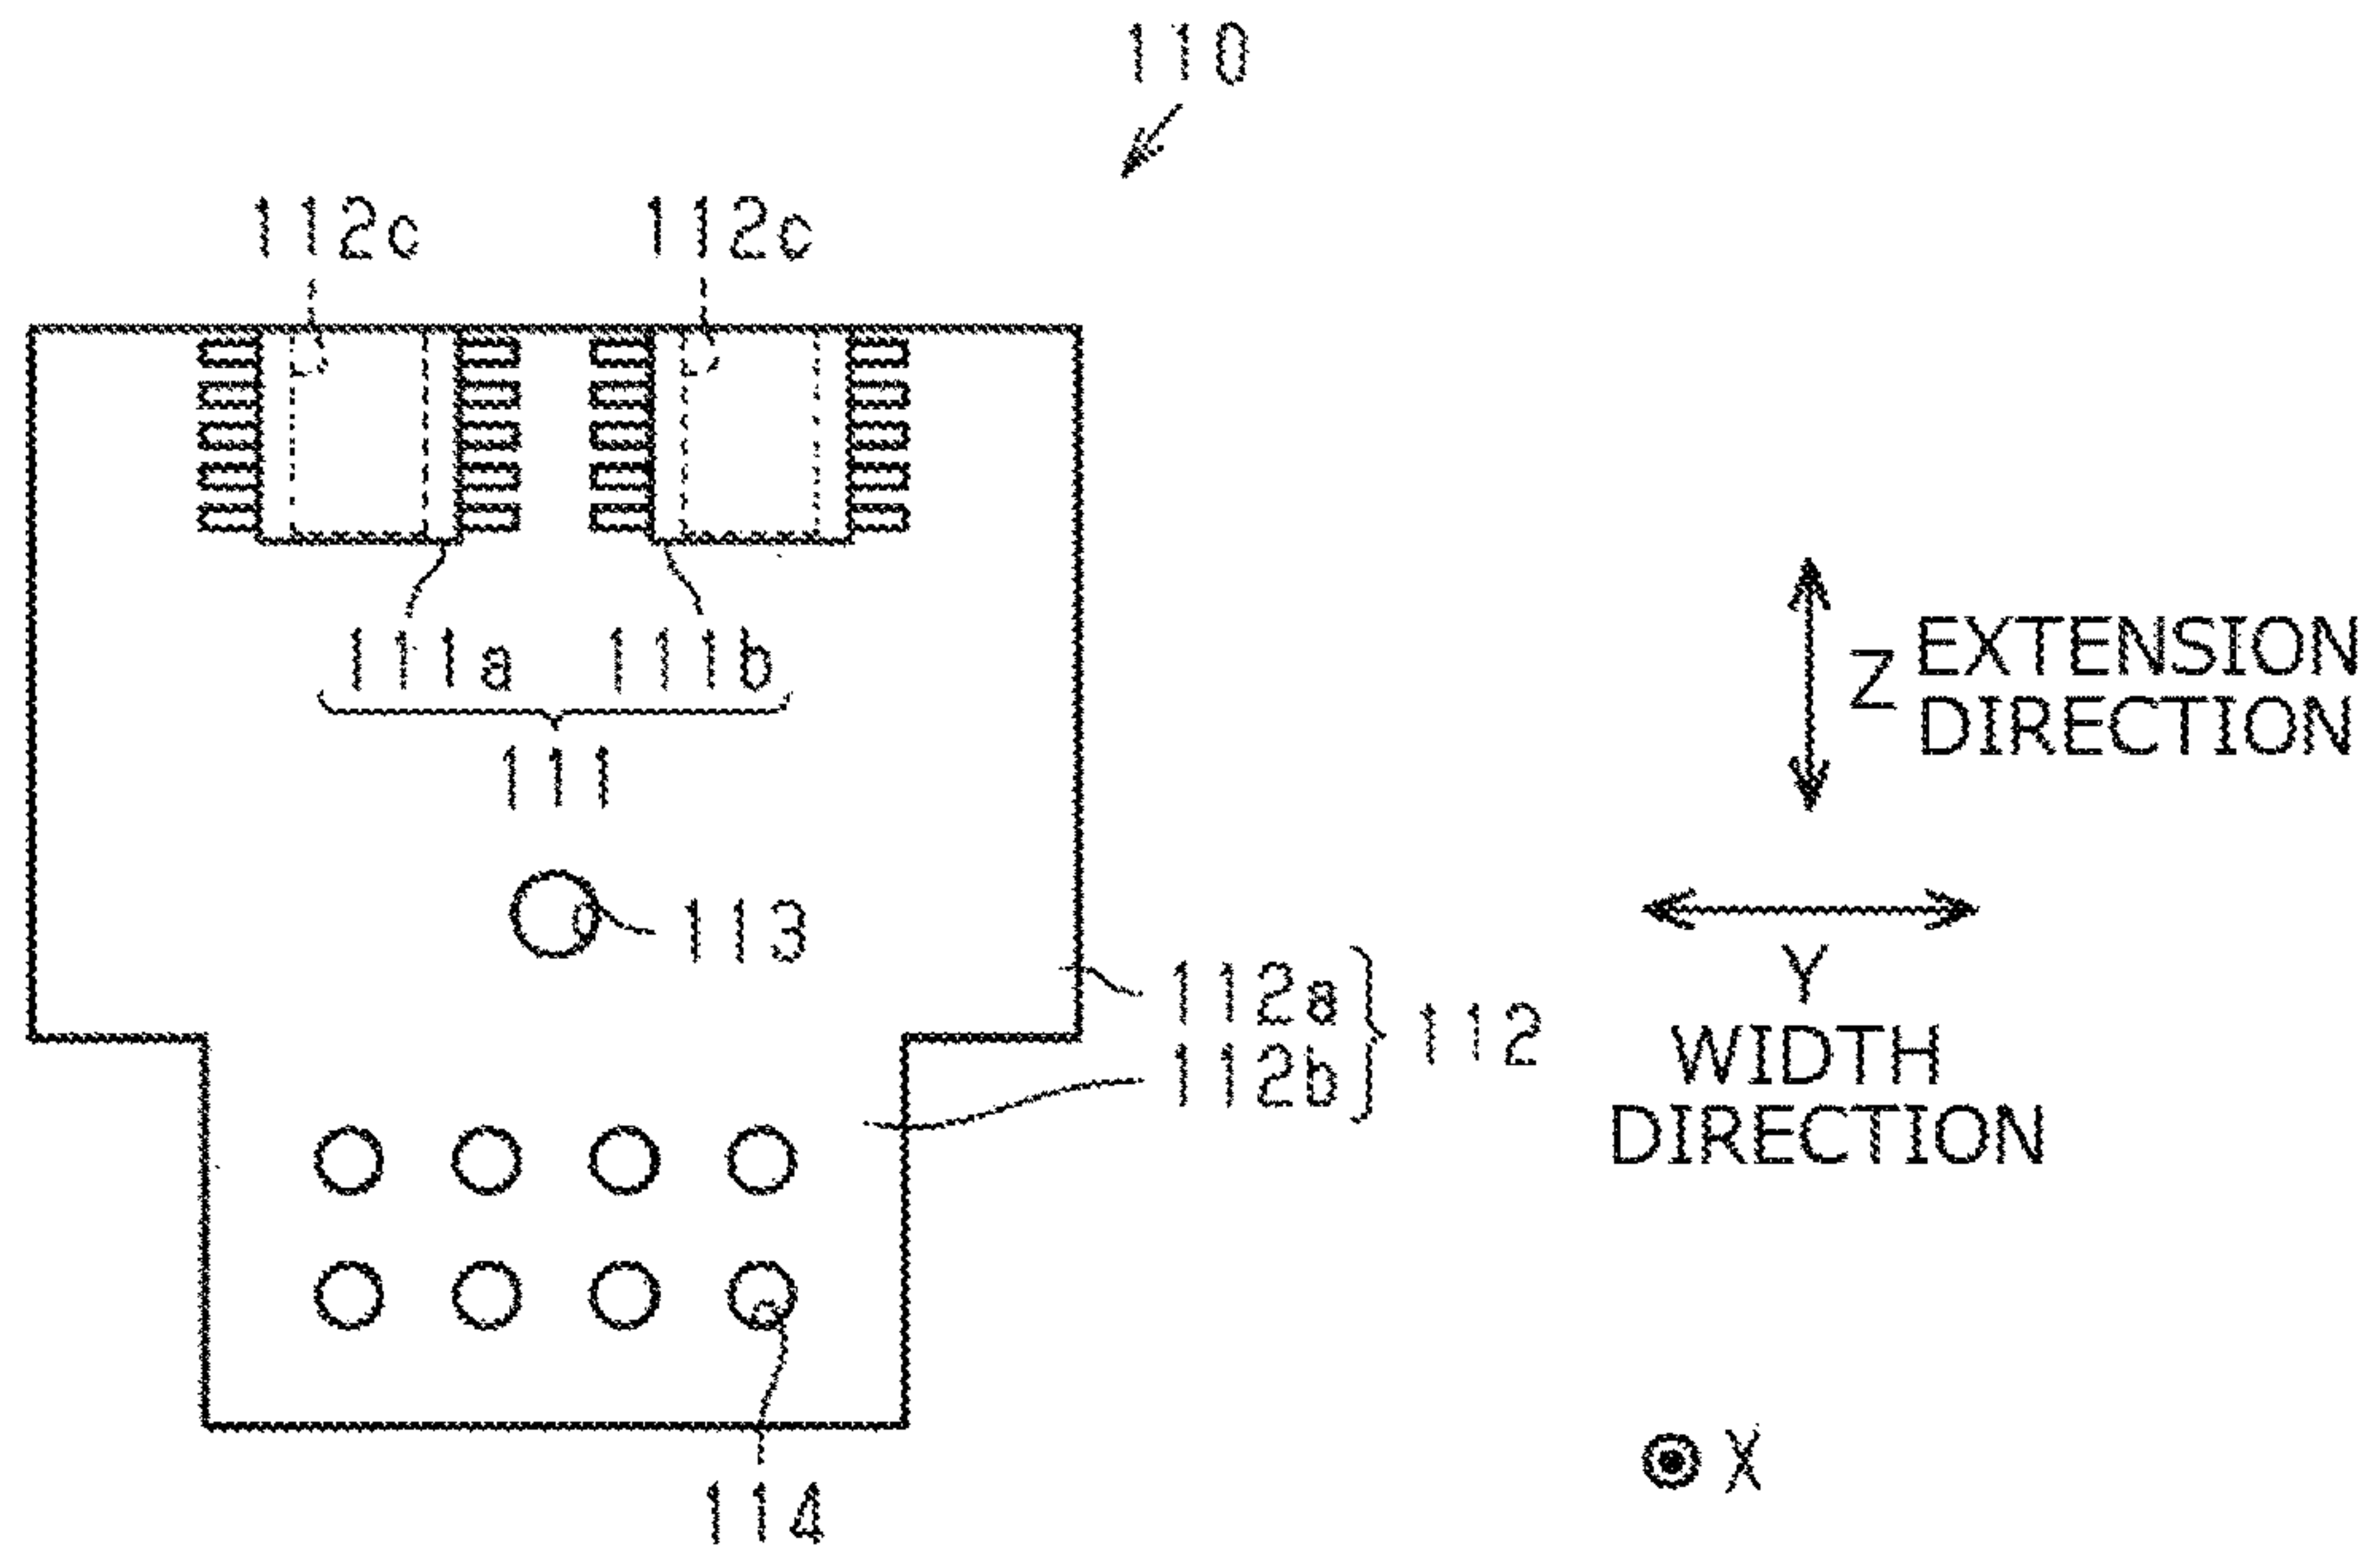 110
112c 112c
111a 111b
111
Z EXTENSION
DIRECTION
113
112a
112b
112
Y
WIDTH
DIRECTION
114
X